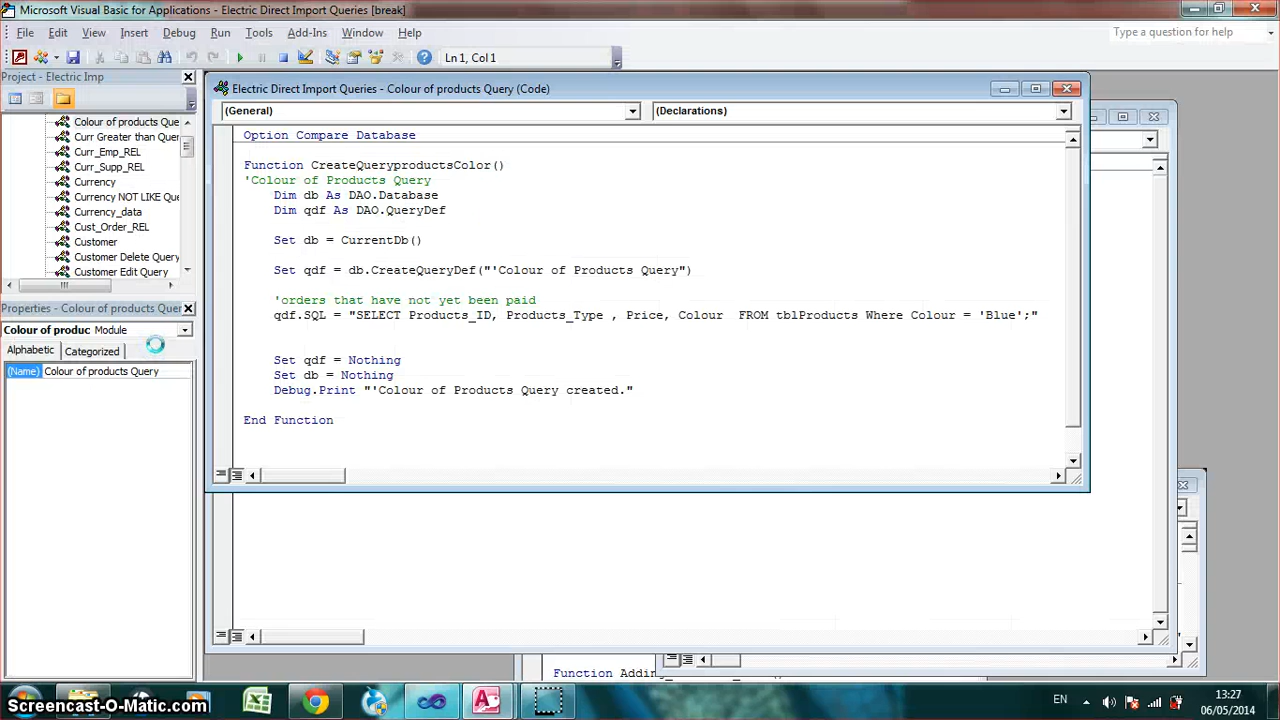 Microsoft Visual Basic for Applications - Electric Direct Import Queries [break]
File Edit View Insert Debug Run Tools Add-Ins Window Help
Type a question for help
Ln 1, Col 1
Project - Electric Imp
Colour of products Que
Curr Greater than Quer
Curr_Emp_REL
Curr_Supp_REL
Currency
Currency NOT LIKE Que
Currency_data
Cust_Order_REL
Customer
Customer Delete Query
Customer Edit Query
Properties - Colour of products Quer
Colour of produc Module
Alphabetic Categorized
(Name) Colour of products Query
Electric Direct Import Queries - Colour of products Query (Code)
(General) (Declarations)
Option Compare Database
Function CreateQueryproductsColor()
'Colour of Products Query
Dim db As DAO.Database
Dim qdf As DAO.QueryDef
Set db = CurrentDb()
Set qdf = db.CreateQueryDef("'Colour of Products Query")
'orders that have not yet been paid
qdf.SQL = "SELECT Products_ID, Products_Type , Price, Colour  FROM tblProducts Where Colour = 'Blue';"
Set qdf = Nothing
Set db = Nothing
Debug.Print "'Colour of Products Query created."
End Function
Function Adding_
Screencast-O-Matic.com
EN
13:27
06/05/2014